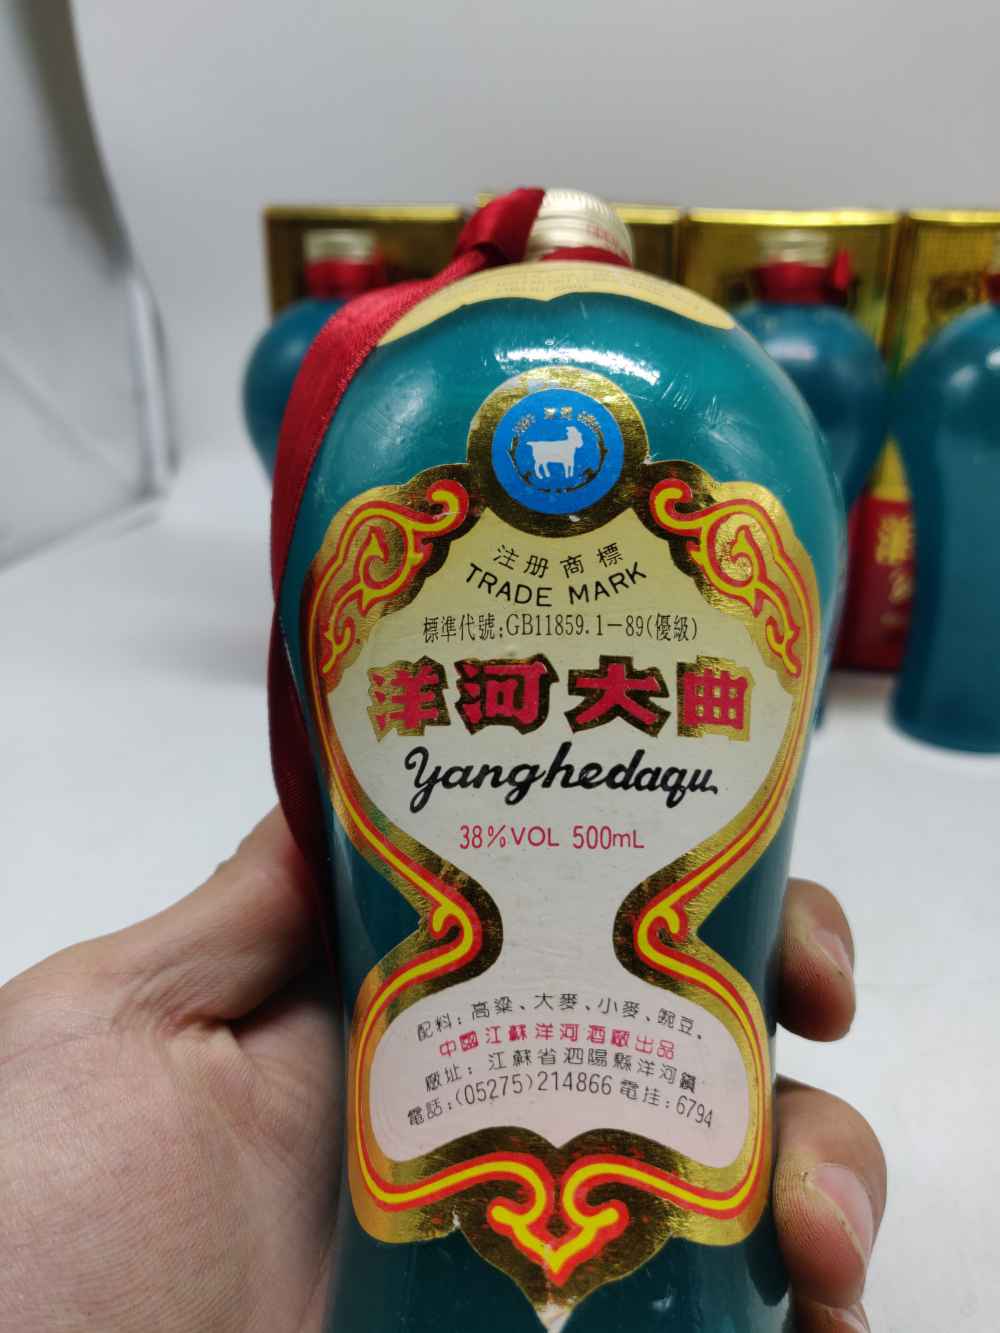 注册商標
TRADE MARK
標準代號:GB11859.1-89(優級)
洋河大曲
Yanghedaqu
38%VOL 500mL
配料:高粱、大麥、小麥、豌豆。
中國江蘇洋河酒廠出品
廠址:江蘇省泗陽縣洋河鎮
電話:(05275)214866 電挂:6794